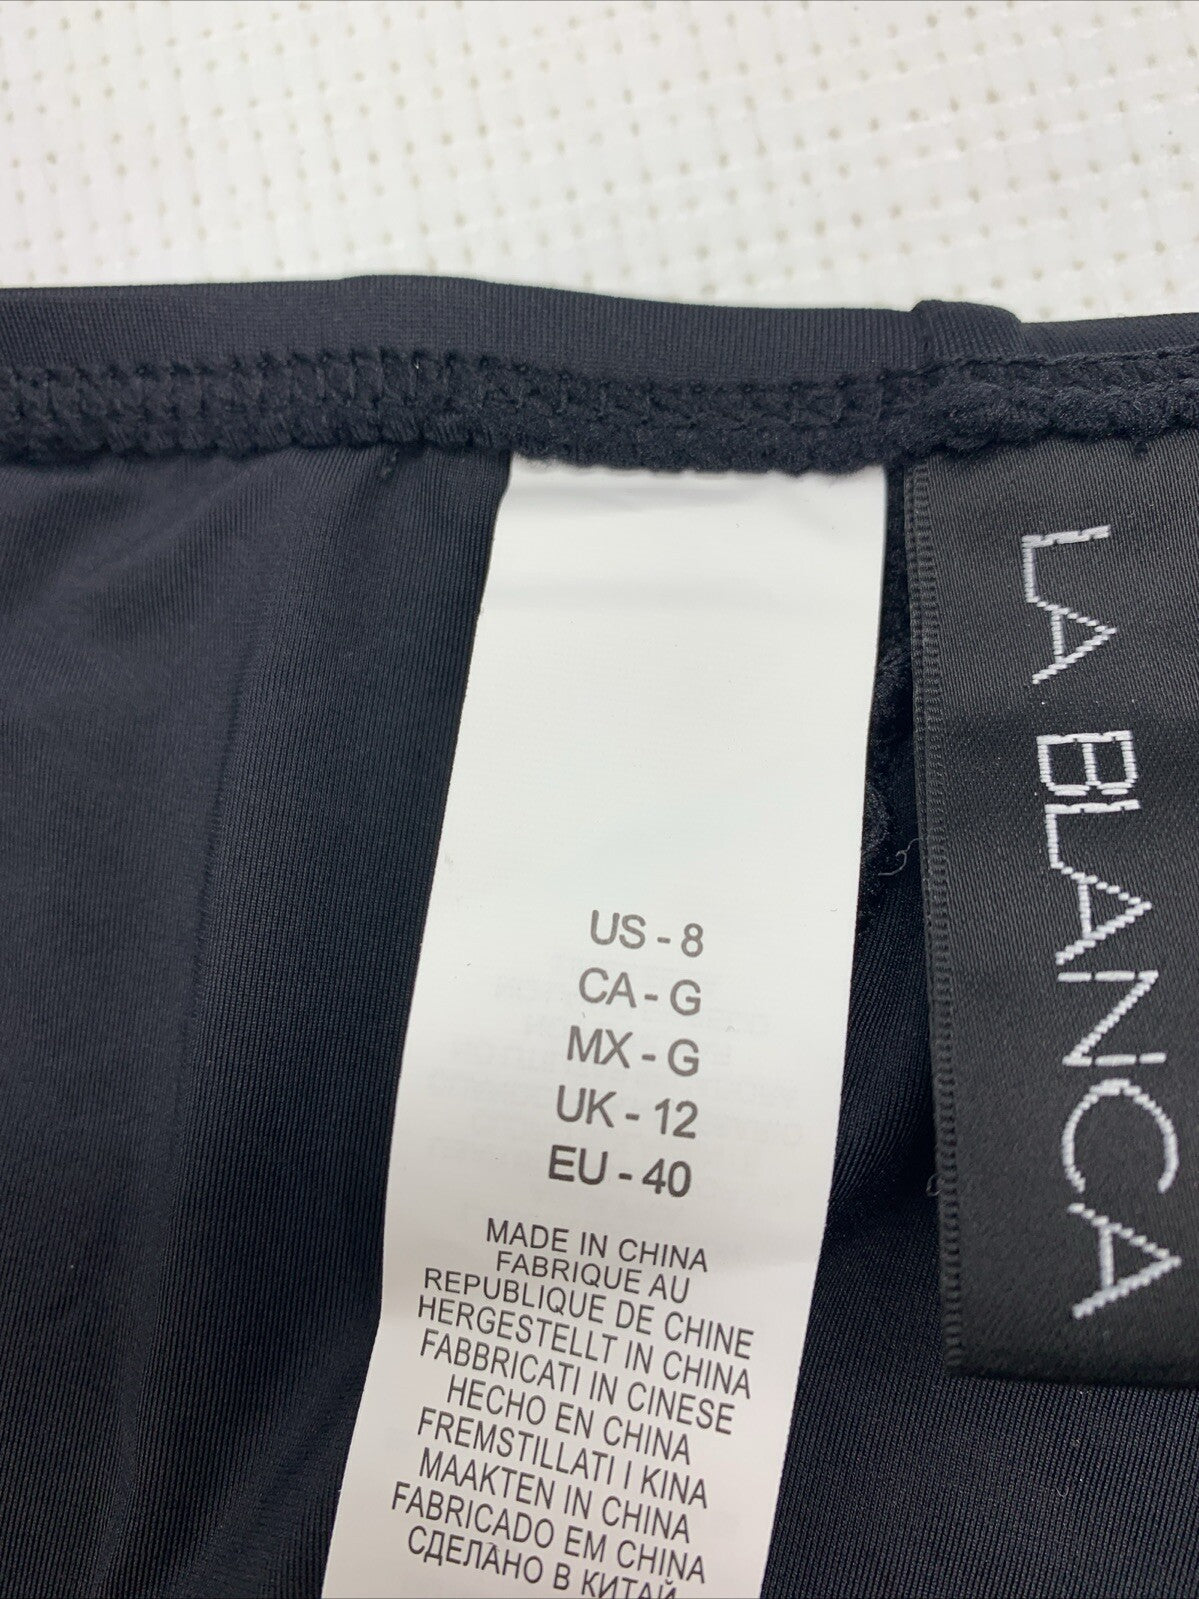 US - 8
CA - G
MX - G
UK - 12
EU - 40
MADE IN CHINA
FABRIQUE AU
REPUBLIQUE DE CHINE
HERGESTELLT IN CHINA
FABBRICATI IN CINESE
HECHO EN CHINA
FREMSTILLATI I KINA
MAAKTEN IN CHINA
FABRICADO EM CHINA
СДЕЛАНО В КИТАЙ
LA BLANCA